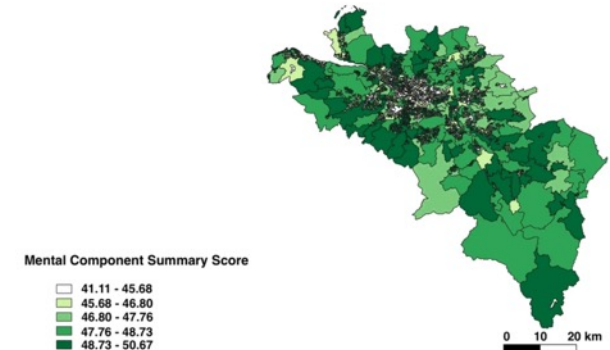 Mental Component Summary Score
41.11 - 45.68
45.68 - 46.80
46.80 - 47.76
47.76 - 48.73
48.73 - 50.67
0 10 20 km